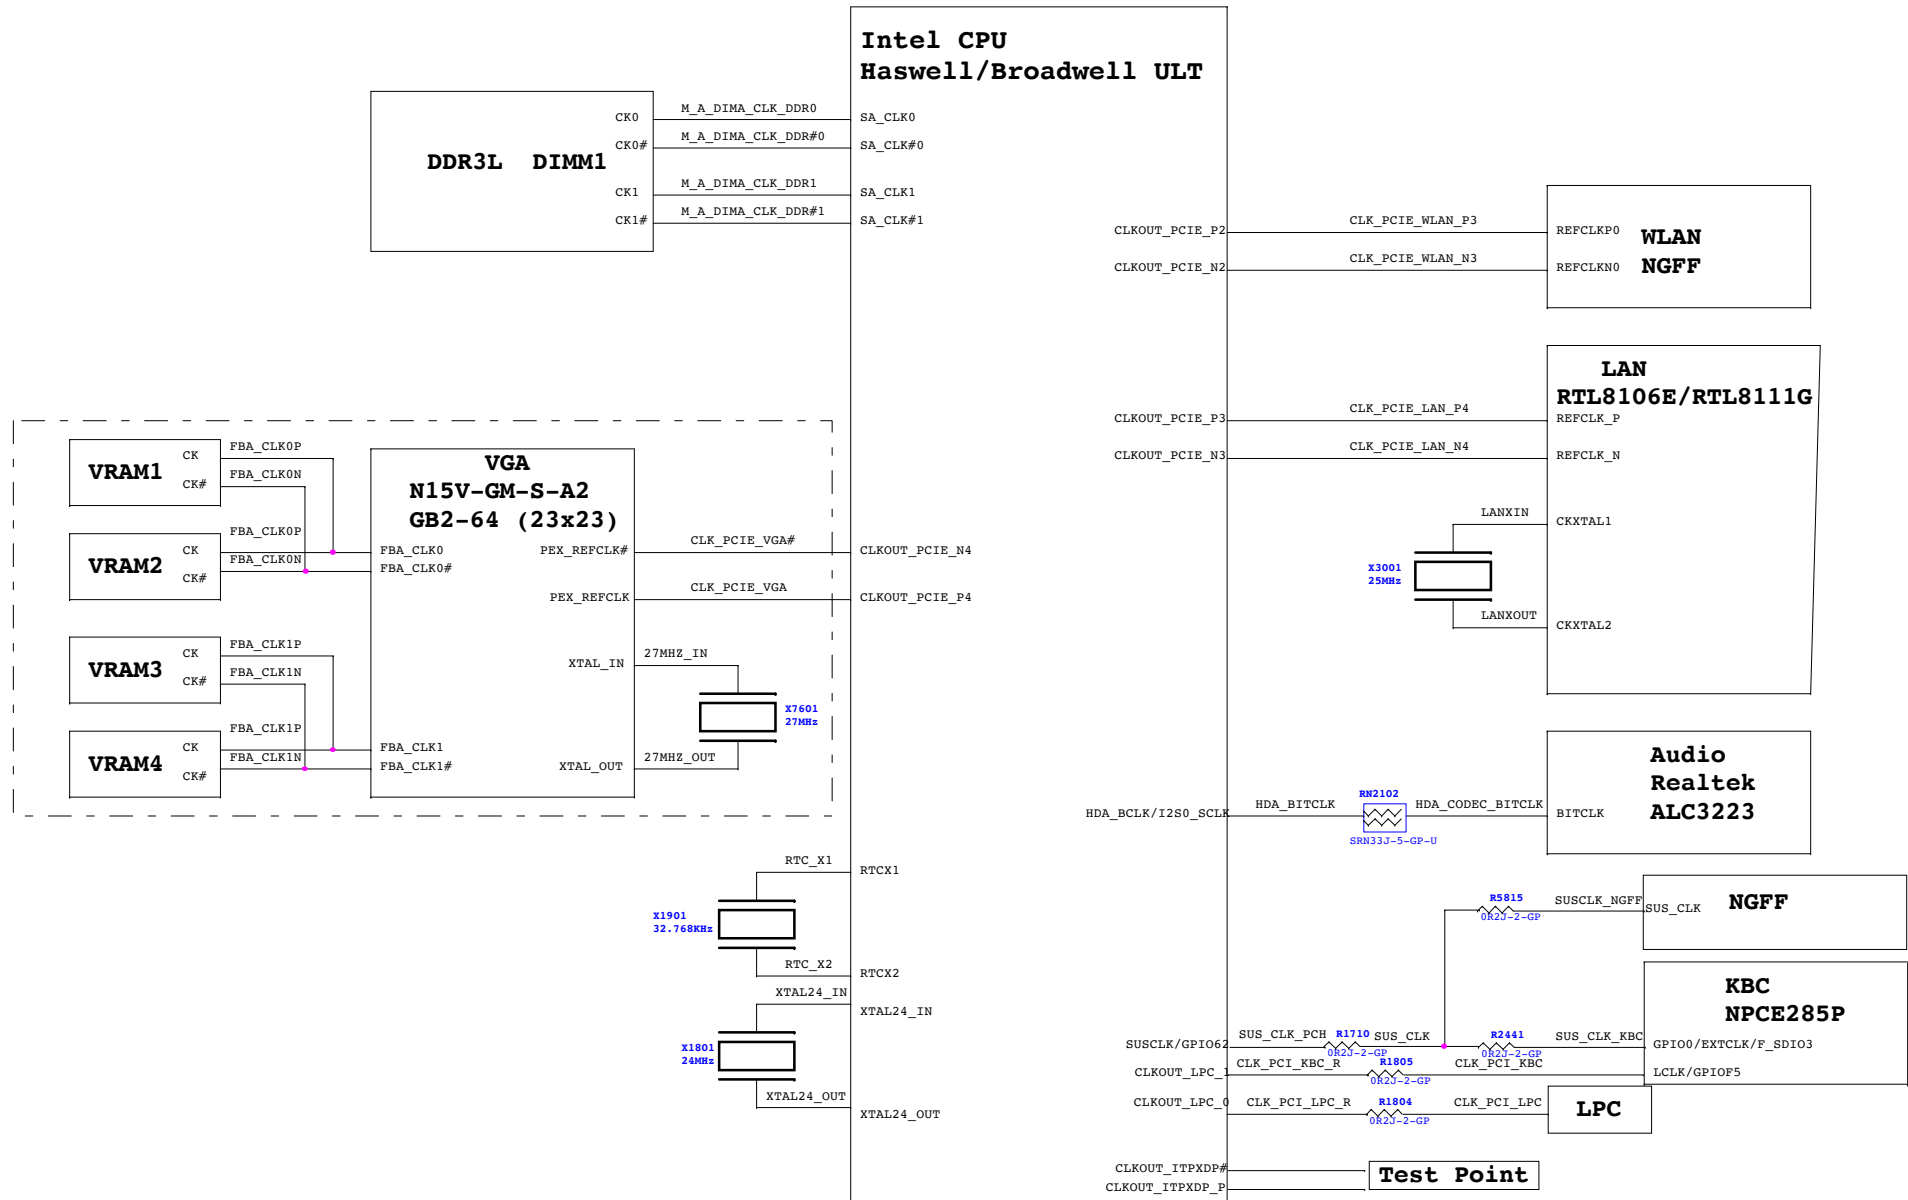 Intel CPU
Haswell/Broadwell ULT
DDR3L DIMM1
CK0
M_A_DIMA_CLK_DDR0
SA_CLK0
CK0#
M_A_DIMA_CLK_DDR#0
SA_CLK#0
CK1
M_A_DIMA_CLK_DDR1
SA_CLK1
CK1#
M_A_DIMA_CLK_DDR#1
SA_CLK#1
CLKOUT_PCIE_P2
CLK_PCIE_WLAN_P3
REFCLKP0
CLKOUT_PCIE_N2
CLK_PCIE_WLAN_N3
REFCLKN0
WLAN
NGFF
LAN
RTL8106E/RTL8111G
CLKOUT_PCIE_P3
CLK_PCIE_LAN_P4
REFCLK_P
CLKOUT_PCIE_N3
CLK_PCIE_LAN_N4
REFCLK_N
LANXIN
CKXTAL1
X3001
25MHz
LANXOUT
CKXTAL2
VRAM1
CK
FBA_CLK0P
CK#
FBA_CLK0N
VRAM2
CK
FBA_CLK0P
CK#
FBA_CLK0N
VRAM3
CK
FBA_CLK1P
CK#
FBA_CLK1N
VRAM4
CK
FBA_CLK1P
CK#
FBA_CLK1N
VGA
N15V-GM-S-A2
GB2-64 (23x23)
FBA_CLK0
FBA_CLK0#
FBA_CLK1
FBA_CLK1#
PEX_REFCLK#
CLK_PCIE_VGA#
CLKOUT_PCIE_N4
PEX_REFCLK
CLK_PCIE_VGA
CLKOUT_PCIE_P4
XTAL_IN
27MHZ_IN
X7601
27MHz
XTAL_OUT
27MHZ_OUT
Audio
Realtek
ALC3223
HDA_BCLK/I2S0_SCLK
HDA_BITCLK
RN2102
SRN33J-5-GP-U
HDA_CODEC_BITCLK
BITCLK
RTC_X1
RTCX1
X1901
32.768KHz
RTC_X2
RTCX2
XTAL24_IN
XTAL24_IN
X1801
24MHz
XTAL24_OUT
XTAL24_OUT
R5815
0R2J-2-GP
SUSCLK_NGFF
SUS_CLK
NGFF
KBC
NPCE285P
SUSCLK/GPIO62
SUS_CLK_PCH
R1710
0R2J-2-GP
SUS_CLK
R2441
0R2J-2-GP
SUS_CLK_KBC
GPIO0/EXTCLK/F_SDIO3
CLKOUT_LPC_1
CLK_PCI_KBC_R
R1805
0R2J-2-GP
CLK_PCI_KBC
LCLK/GPIOF5
CLKOUT_LPC_0
CLK_PCI_LPC_R
R1804
0R2J-2-GP
CLK_PCI_LPC
LPC
CLKOUT_ITPXDP#
CLKOUT_ITPXDP_P
Test Point